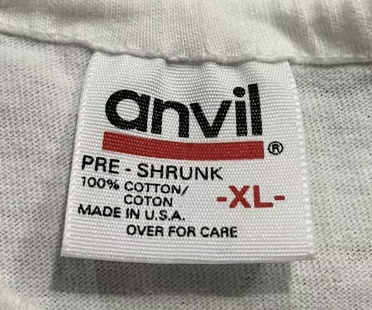 anvil®
PRE - SHRUNK
100% COTTON/
COTON
-XL-
MADE IN U.S.A.
OVER FOR CARE